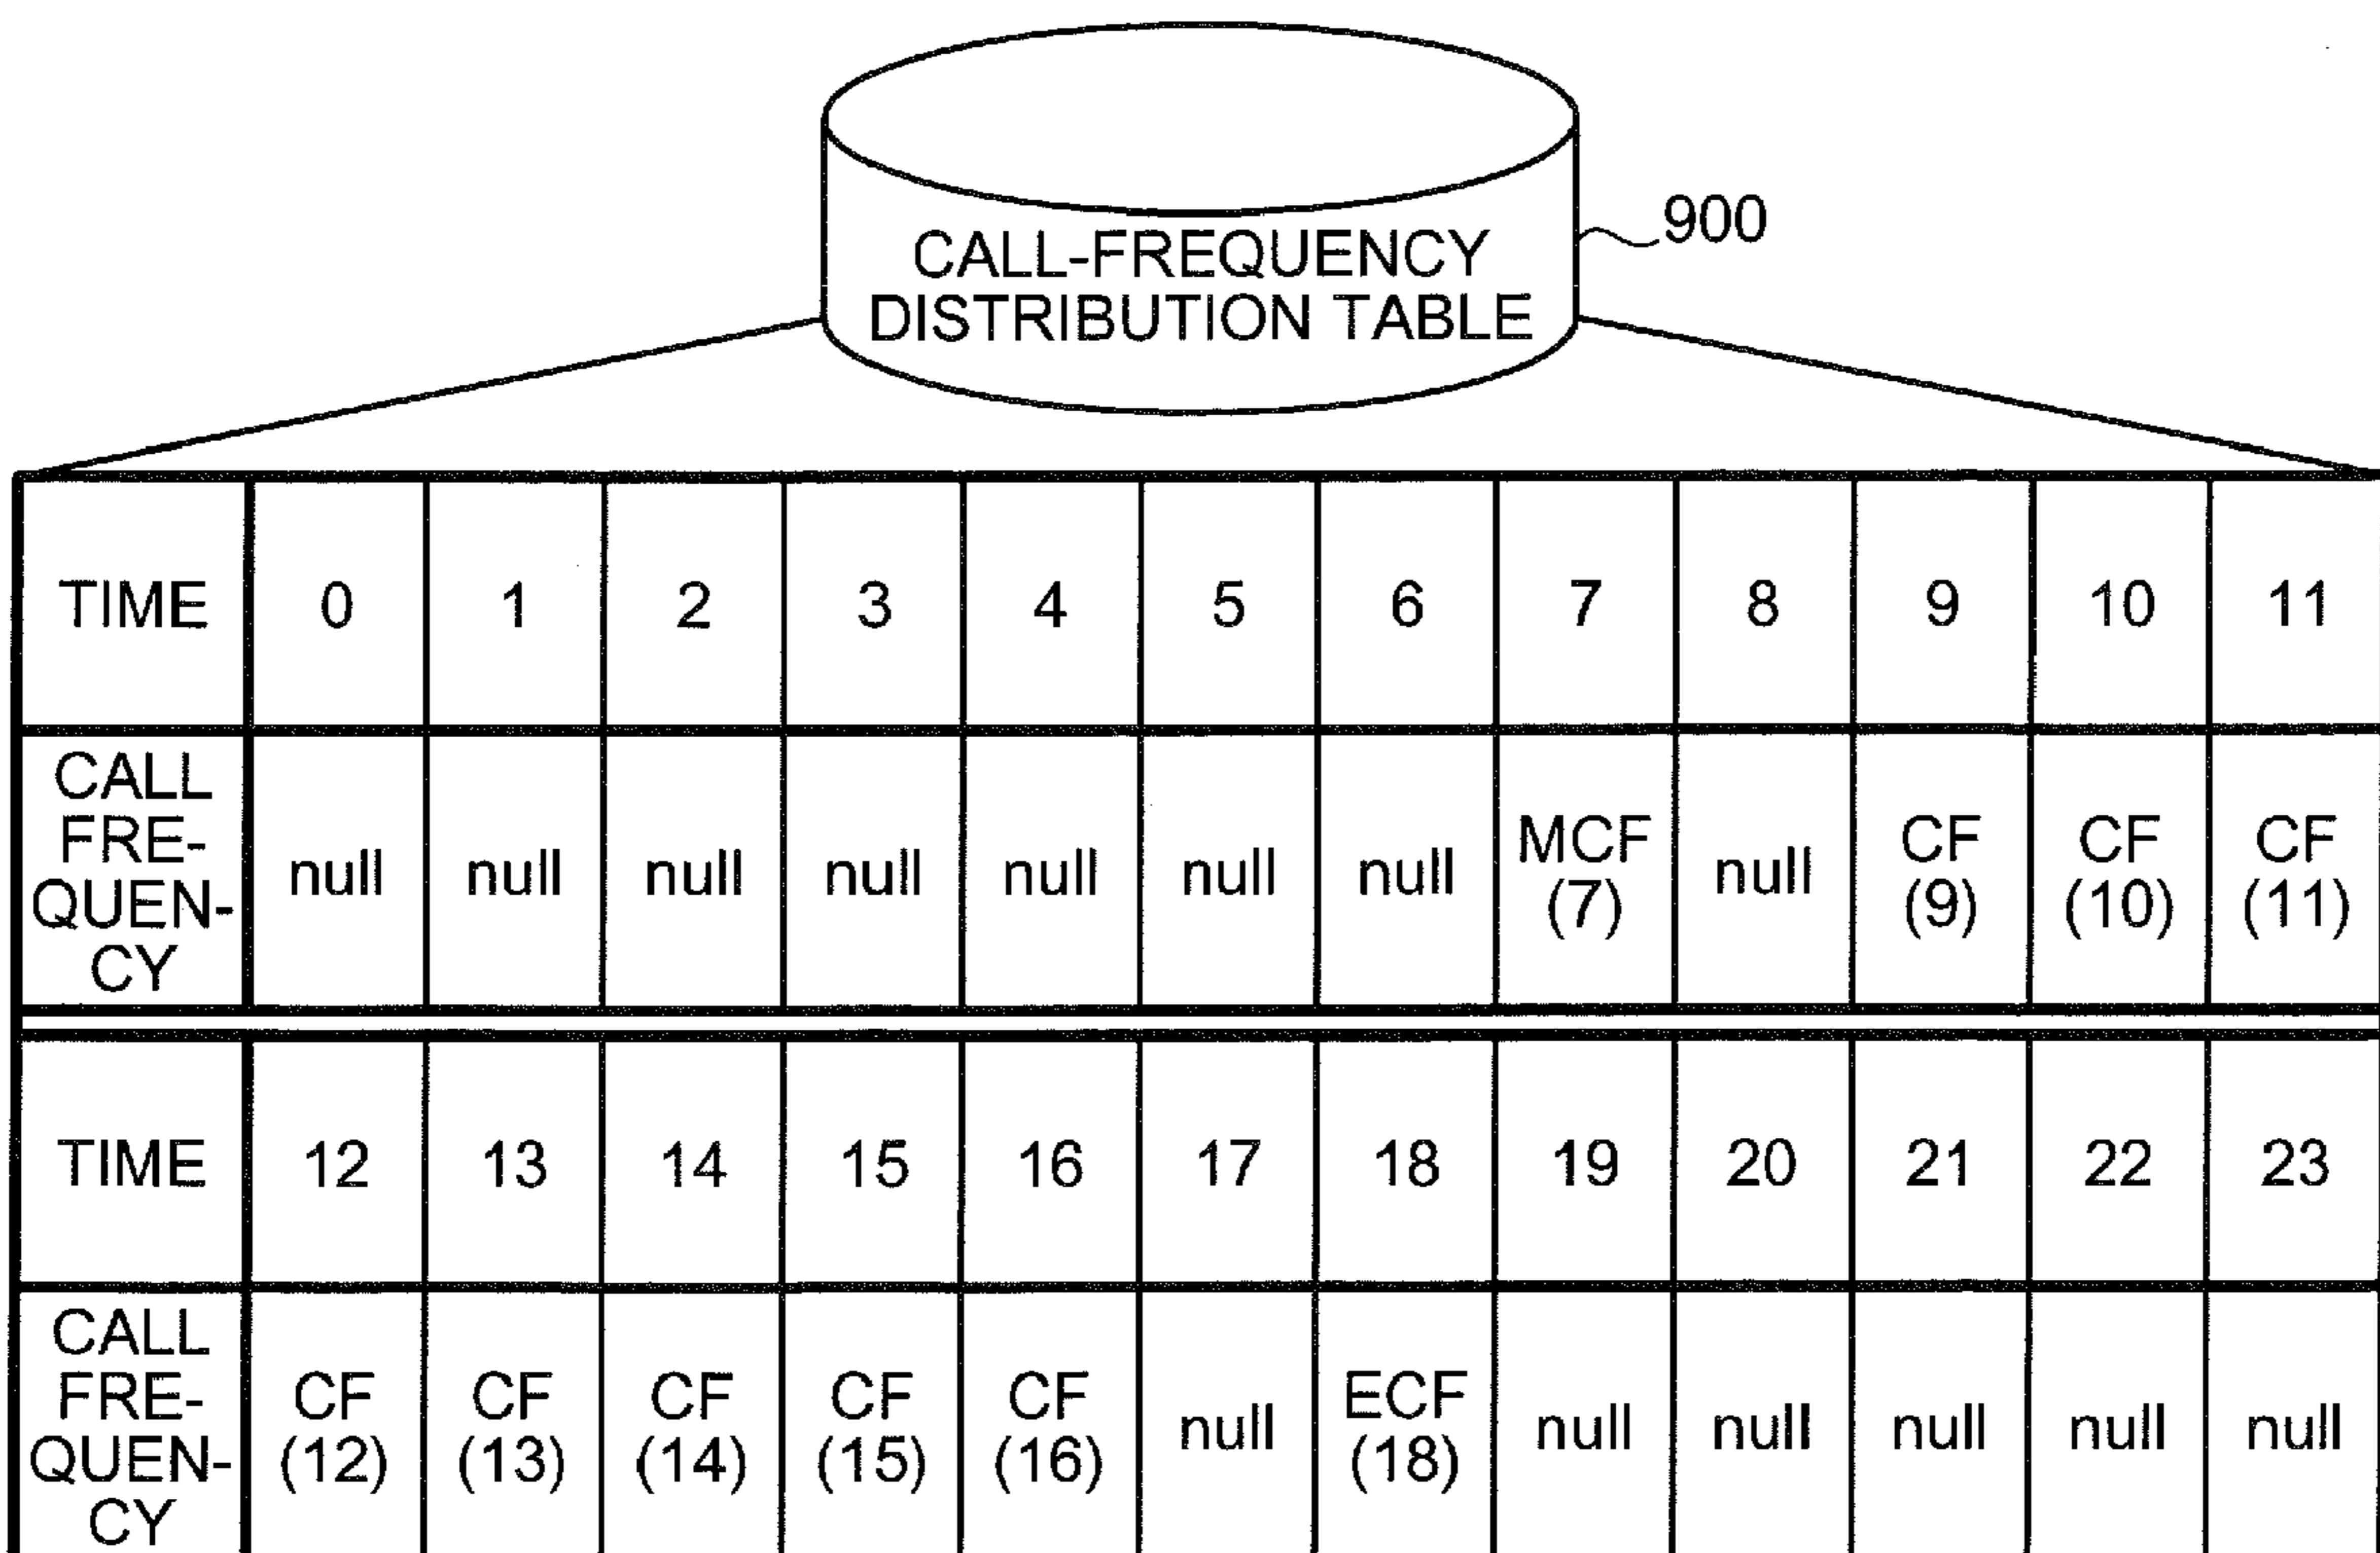 CALL-FREQUENCY
DISTRIBUTION TABLE
900
TIME 0 1 2 3 4 5 6 7 8 9 10 11
CALL
FRE-
QUEN-
CY
null null null null null null null MCF (7) null CF (9) CF (10) CF (11)
TIME 12 13 14 15 16 17 18 19 20 21 22 23
CALL
FRE-
QUEN-
CY
CF (12) CF (13) CF (14) CF (15) CF (16) null ECF (18) null null null null null